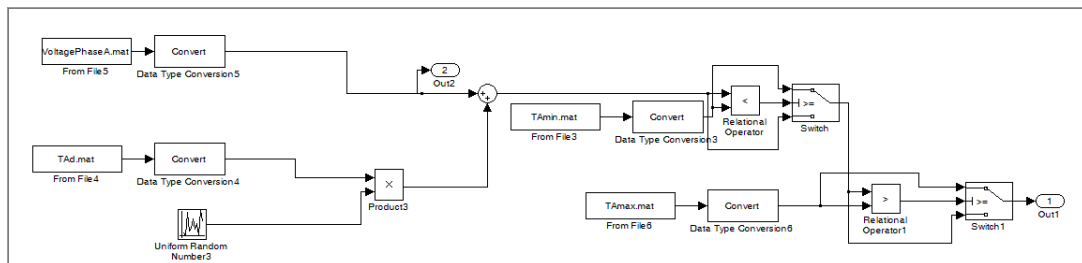 VoltagePhaseA.mat
From File5
Convert
Data Type Conversion5
2
Out2
+
+
TAmin.mat
From File3
Convert
Data Type Conversion3
<
Relational
Operator
>=
Switch
TAd.mat
From File4
Convert
Data Type Conversion4
×
Product3
Uniform Random
Number3
TAmax.mat
From File6
Convert
Data Type Conversion6
>
Relational
Operator1
>=
Switch1
1
Out1